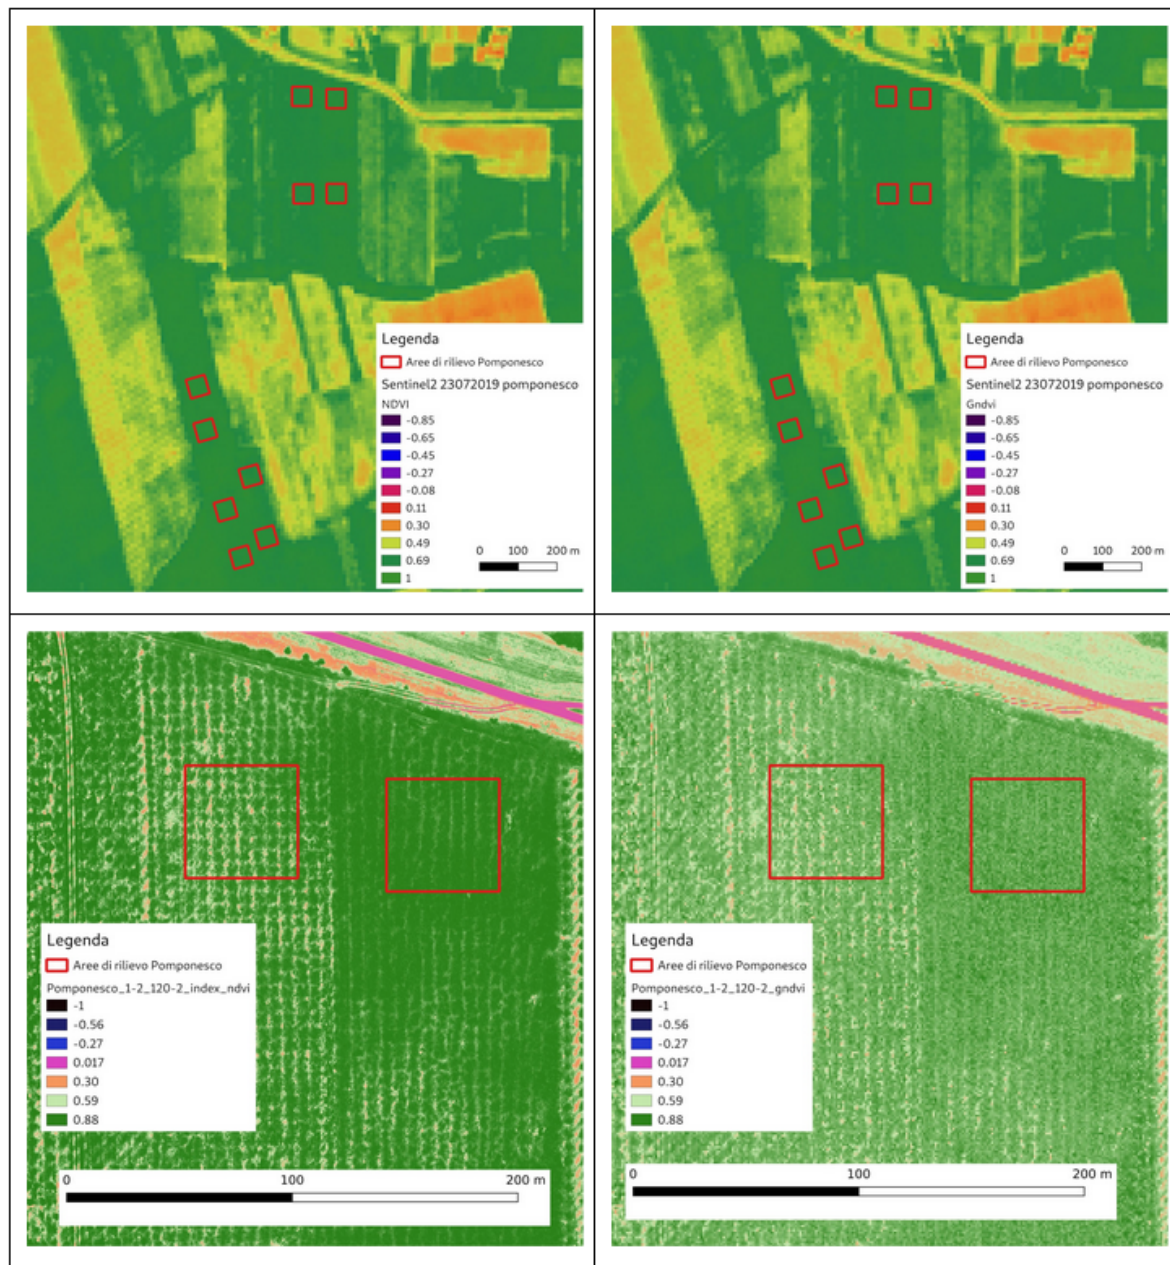 Legenda
Aree di rilievo Pomponesco
Sentinel2 23072019 pomponesco
NDVI
-0.85
-0.65
-0.45
-0.27
-0.08
0.11
0.30
0.49
0.69
1
0 100 200 m
Legenda
Aree di rilievo Pomponesco
Sentinel2 23072019 pomponesco
Gndvi
-0.85
-0.65
-0.45
-0.27
-0.08
0.11
0.30
0.49
0.69
1
0 100 200 m
Legenda
Aree di rilievo Pomponesco
Pomponesco_1-2_120-2_index_ndvi
-1
-0.56
-0.27
0.017
0.30
0.59
0.88
0 100 200 m
Legenda
Aree di rilievo Pomponesco
Pomponesco_1-2_120-2_gndvi
-1
-0.56
-0.27
0.017
0.30
0.59
0.88
0 100 200 m